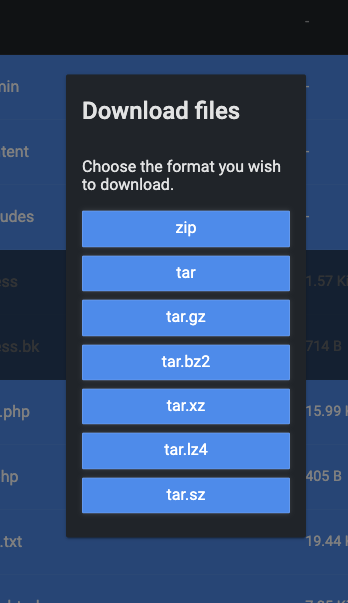 -
min
-
Download files
tent
-
Choose the format you wish
to download.
udes
-
zip
tar
ess
1.57 K
tar.gz
ess.bk
714 B
tar.bz2
.php
15.99
tar.xz
tar.lz4
hp
405 B
tar.sz
.txt
19.44